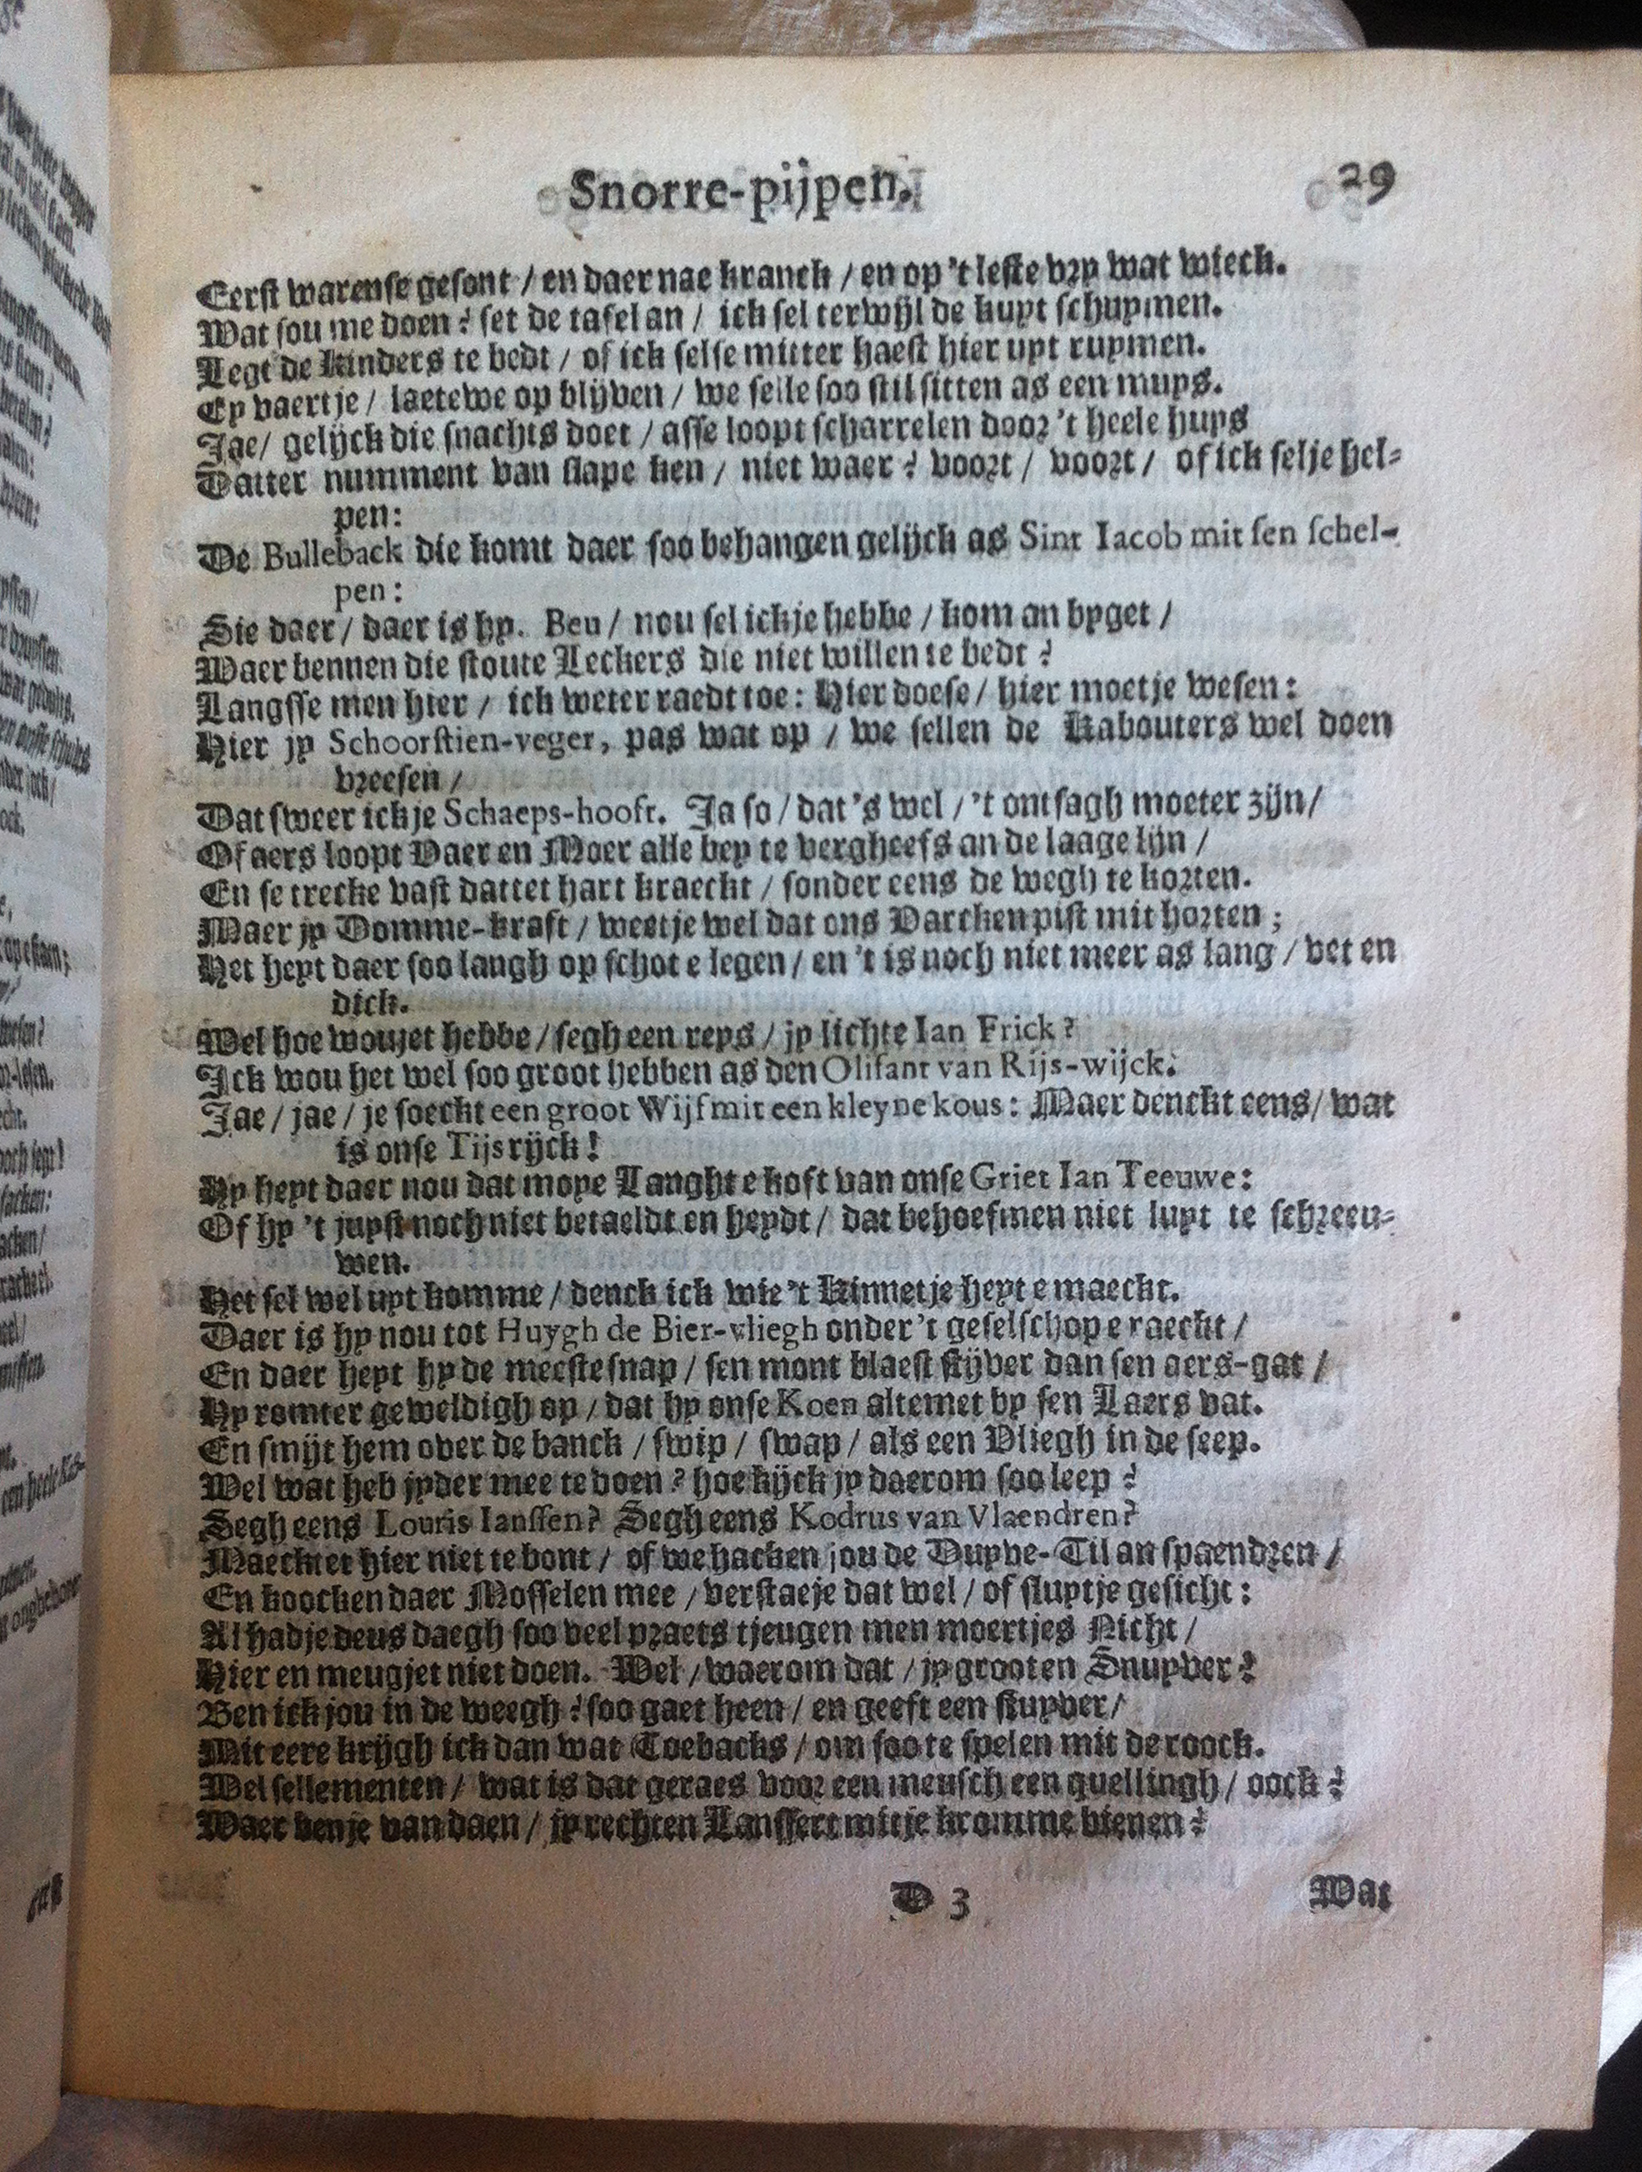 Snorre-pijpen. 29
Eerst warense gesont / en daer nae kranck / en op 't leste vry wat wieck.
Wat sou me doen? set de tafel an / ick sel terwijl de kuyt schuymen.
Legt de kinders te bedt / of ick selse mitter haest hier uyt ruymen.
Ey vaertje / laetewe op blijven / we selle soo stil sitten as een muys.
Jae / gelijck die snachts doet / asse loopt scharrelen door 't heele huys
Datter numment van slape ken / niet waer? voort / voort / of ick sel je hel-
pen:
De Bulleback die komt daer soo behangen gelijck as Sint Iacob mit sen schel-
pen:
Sie daer / daer is hy. Beu / nou sel ick je hebbe / kom an byget /
Waer bennen die stoute Leckers die niet willen te bedt?
Langsse men hier / ick weter raedt toe: Hier doese / hier moetje wesen:
Hier jy Schoorstien-veger, pas wat op / we sellen de Kabouters wel doen
vreesen /
Dat sweer ick je Schaeps-hooft. Ja so / dat 's wel / 't ontsagh moeter zijn /
Of aers loopt Vaer en Moer alle bey te vergheefs an de laage lijn /
En se trecke vast dattet hart kraeckt / sonder eens de wegh te korten.
Maer jy Domme-kraft / weetje wel dat ons Varcken pist mit horten;
Het heyt daer soo langh op schot e legen / en 't is noch niet meer as lang / vet en
dick.
Wel hoe woujet hebbe / segh een reys / jy lichte Ian Frick?
Ick wou het wel soo groot hebben as den Olifant van Rijs-wijck.
Jae / jae / je soeckt een groot Wijf mit een kleyne kous: Maer denckt eens / wat
is onse Tijs rijck!
Hy heyt daer nou dat moye Langht e koft van onse Griet Ian Teeuwe:
Of hy 't juyst noch niet betaeldt en heydt / dat behoefmen niet luyt te schreeu-
wen.
Het sel wel uyt komme / denck ick wie 't Kinnetje heyt e maeckt.
Daer is hy nou tot Huygh de Bier-vliegh onder 't geselschop e raeckt /
En daer heyt hy de meeste snap / sen mont blaest stijver dan sen aers-gat /
Hy romter geweldigh op / dat hy onse Koen altemet by sen Laers vat.
En smijt hem over de banck / swip / swap / als een Vliegh in de seep.
Wel wat heb jyder mee te doen? hoe kijck jy daerom soo leep?
Segh eens Louris Ianssen? Segh eens Kodrus van Vlaendren?
Maeckt et hier niet te bont / of we hacken jou de Duyve-Til an spaendren /
En koocken daer Mosselen mee / verstaeje dat wel / of sluytje gesicht:
Al hadje deus daegh soo veel praets tjeugen men moertjes Nicht /
Hier en meugjet niet doen. Wel / waerom dat / jy grooten Snuyver?
Ben ick jou in de weegh? soo gaet heen / en geeft een stuyver /
Mit eere krijgh ick dan wat Toebacks / om soo te spelen mit de roock.
Wel sellementen / wat is dat geraes voor een mensch een quellingh / oock?
Waer ben je van daen / jy rechten Lanssert mit je kromme bienen?
D 3 Wat